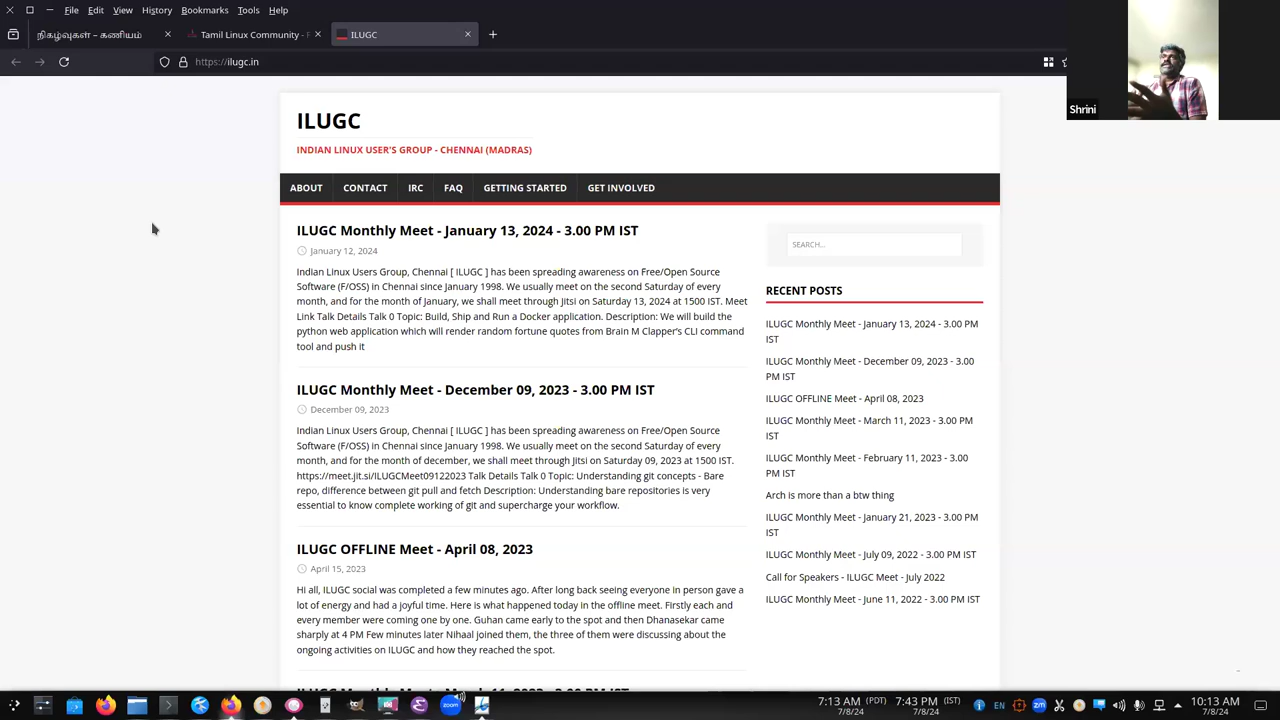 File Edit View History Bookmarks Tools Help
நிகழ்வுகள் – கணியம்
Tamil Linux Community - F
ILUGC
https://ilugc.in
Shrini
ILUGC
INDIAN LINUX USER'S GROUP - CHENNAI (MADRAS)
ABOUT CONTACT IRC FAQ GETTING STARTED GET INVOLVED
ILUGC Monthly Meet - January 13, 2024 - 3.00 PM IST
January 12, 2024
Indian Linux Users Group, Chennai [ ILUGC ] has been spreading awareness on Free/Open Source
Software (F/OSS) in Chennai since January 1998. We usually meet on the second Saturday of every
month, and for the month of January, we shall meet through Jitsi on Saturday 13, 2024 at 1500 IST. Meet
Link Talk Details Talk 0 Topic: Build, Ship and Run a Docker application. Description: We will build the
python web application which will render random fortune quotes from Brain M Clapper's CLI command
tool and push it
ILUGC Monthly Meet - December 09, 2023 - 3.00 PM IST
December 09, 2023
Indian Linux Users Group, Chennai [ ILUGC ] has been spreading awareness on Free/Open Source
Software (F/OSS) in Chennai since January 1998. We usually meet on the second Saturday of every
month, and for the month of december, we shall meet through Jitsi on Saturday 09, 2023 at 1500 IST.
https://meet.jit.si/ILUGCMeet09122023 Talk Details Talk 0 Topic: Understanding git concepts - Bare
repo, difference between git pull and fetch Description: Understanding bare repositories is very
essential to know complete working of git and supercharge your workflow.
ILUGC OFFLINE Meet - April 08, 2023
April 15, 2023
Hi all, ILUGC social was completed a few minutes ago. After long back seeing everyone in person gave a
lot of energy and had a joyful time. Here is what happened today in the offline meet. Firstly each and
every member were coming one by one. Guhan came early to the spot and then Dhanasekar came
sharply at 4 PM Few minutes later Nihaal joined them, the three of them were discussing about the
ongoing activities on ILUGC and how they reached the spot.
ILUGC Monthly Meet - March 11, 2023 - 3.00 PM IST
SEARCH...
RECENT POSTS
ILUGC Monthly Meet - January 13, 2024 - 3.00 PM
IST
ILUGC Monthly Meet - December 09, 2023 - 3.00
PM IST
ILUGC OFFLINE Meet - April 08, 2023
ILUGC Monthly Meet - March 11, 2023 - 3.00 PM
IST
ILUGC Monthly Meet - February 11, 2023 - 3.00
PM IST
Arch is more than a btw thing
ILUGC Monthly Meet - January 21, 2023 - 3.00 PM
IST
ILUGC Monthly Meet - July 09, 2022 - 3.00 PM IST
Call for Speakers - ILUGC Meet - July 2022
ILUGC Monthly Meet - June 11, 2022 - 3.00 PM IST
zoom
7:13 AM (PDT) 7:43 PM (IST)
7/8/24 7/8/24
EN
zm
10:13 AM
7/8/24